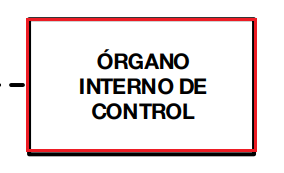 ÓRGANO
INTERNO DE
CONTROL